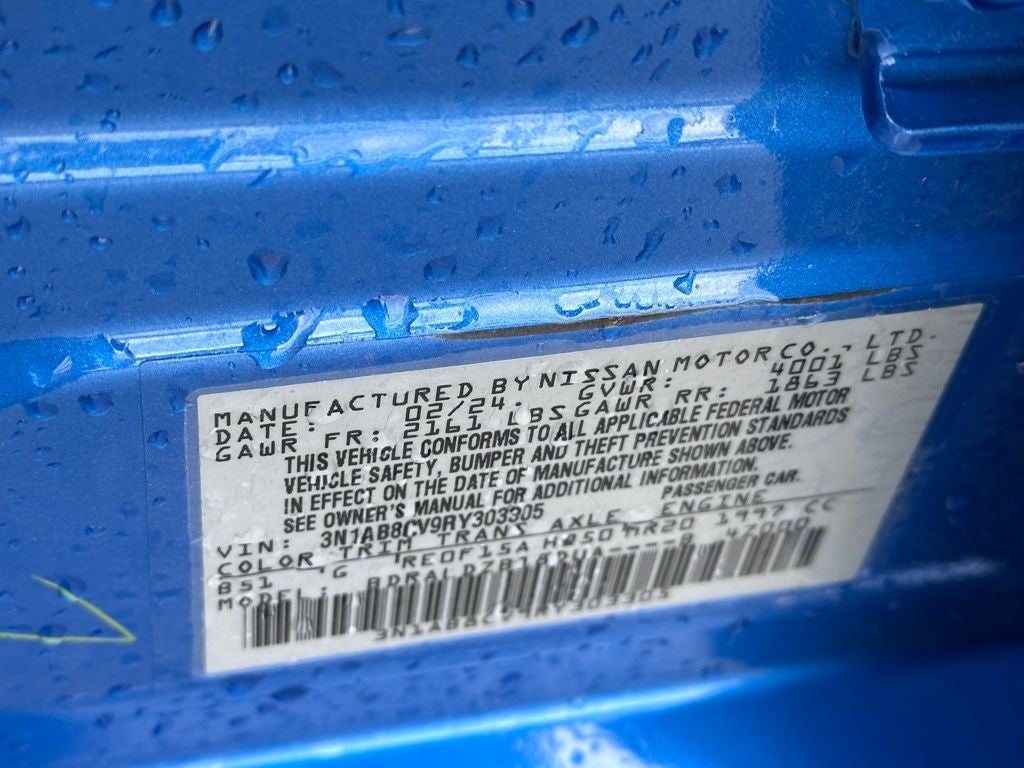 MANUFACTURED BY NISSAN MOTOR CO., LTD.
DATE: 02/24. GVWR: 4001 LBS
GAWR FR: 2161 LBS GAWR RR: 1863 LBS
THIS VEHICLE CONFORMS TO ALL APPLICABLE FEDERAL MOTOR
VEHICLE SAFETY, BUMPER AND THEFT PREVENTION STANDARDS
IN EFFECT ON THE DATE OF MANUFACTURE SHOWN ABOVE.
SEE OWNER'S MANUAL FOR ADDITIONAL INFORMATION.
VIN: 3N1AB8CV9RY303305 PASSENGER CAR.
COLOR TRIM TRANS AXLE ENGINE
B51 G RE0F15A MR20 1997 CC
MODEL: 47000
3N1AB8CV9RY303305